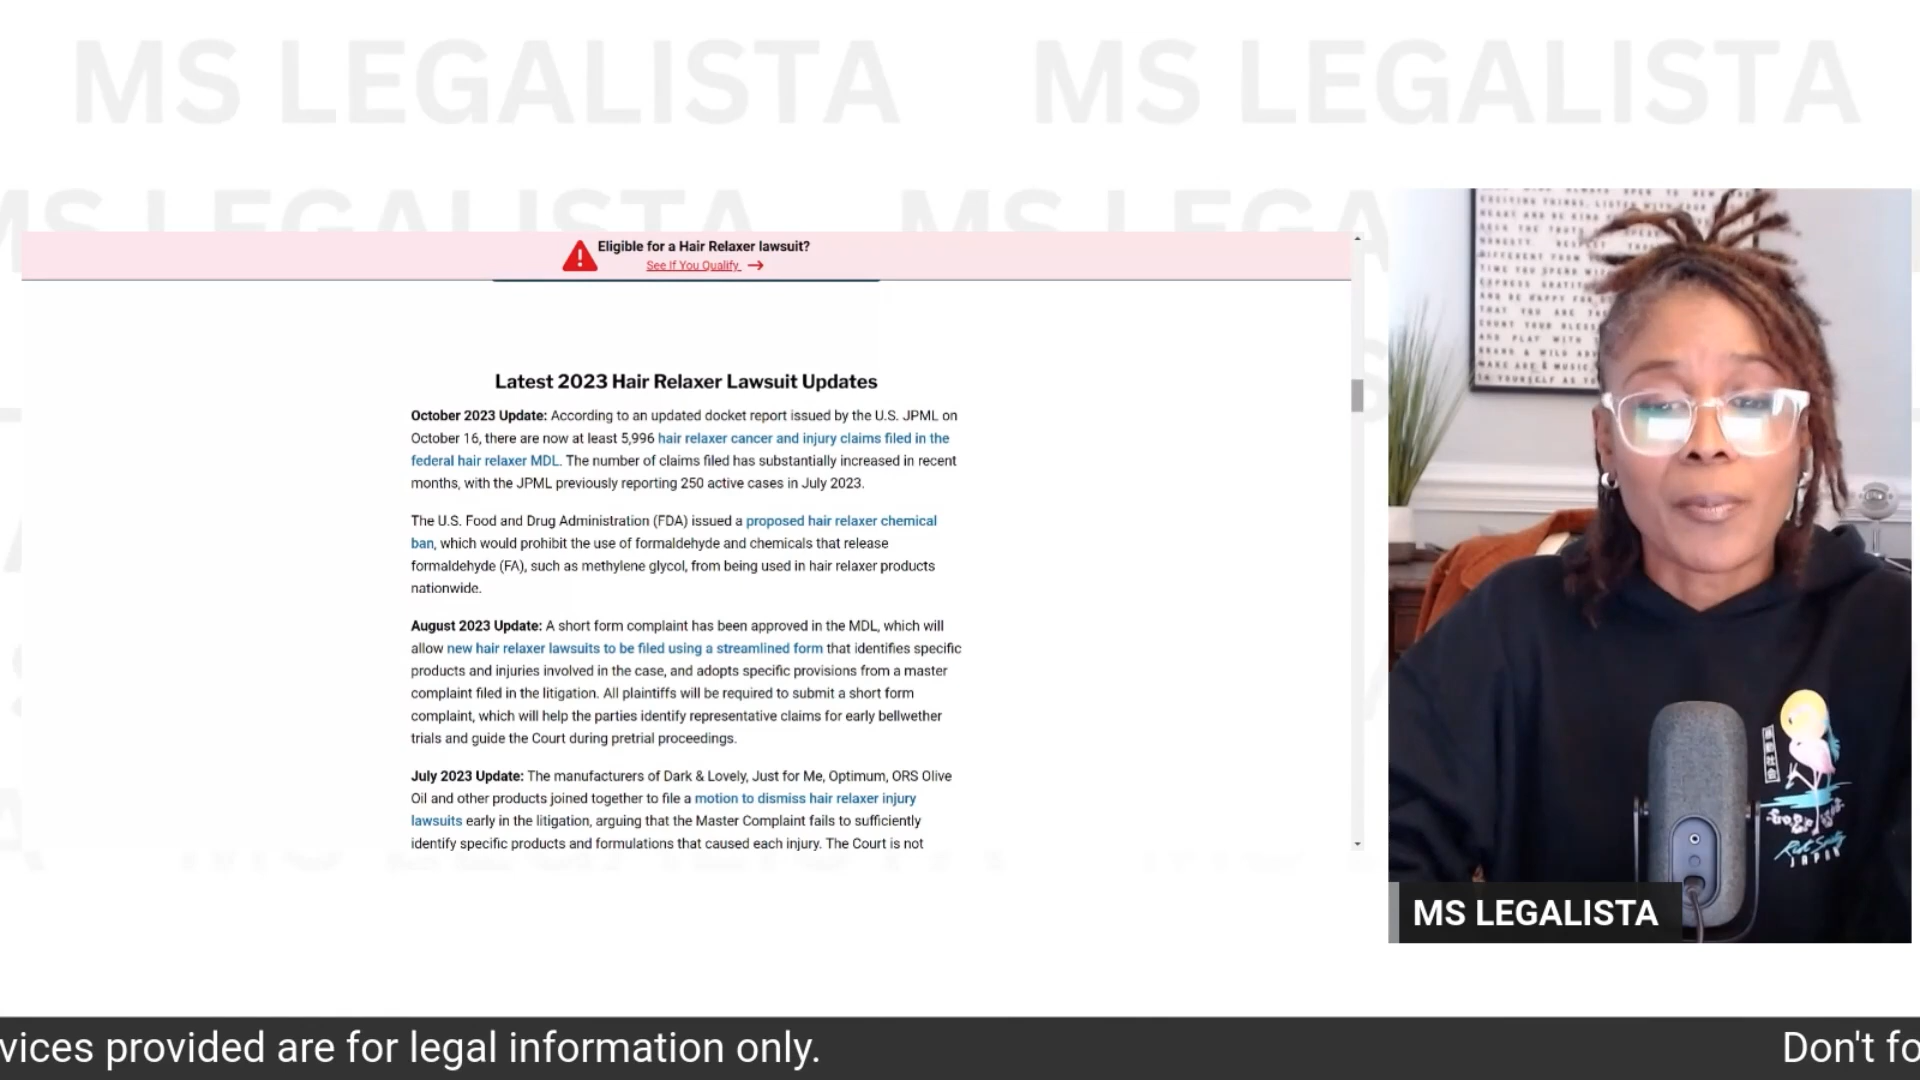 MS LEGALISTA MS LEGALISTA
MS LEGALISTA MS LEGA
Eligible for a Hair Relaxer lawsuit?
See If You Qualify →
Latest 2023 Hair Relaxer Lawsuit Updates
October 2023 Update: According to an updated docket report issued by the U.S. JPML on
October 16, there are now at least 5,996 hair relaxer cancer and injury claims filed in the
federal hair relaxer MDL. The number of claims filed has substantially increased in recent
months, with the JPML previously reporting 250 active cases in July 2023.
The U.S. Food and Drug Administration (FDA) issued a proposed hair relaxer chemical
ban, which would prohibit the use of formaldehyde and chemicals that release
formaldehyde (FA), such as methylene glycol, from being used in hair relaxer products
nationwide.
August 2023 Update: A short form complaint has been approved in the MDL, which will
allow new hair relaxer lawsuits to be filed using a streamlined form that identifies specific
products and injuries involved in the case, and adopts specific provisions from a master
complaint filed in the litigation. All plaintiffs will be required to submit a short form
complaint, which will help the parties identify representative claims for early bellwether
trials and guide the Court during pretrial proceedings.
July 2023 Update: The manufacturers of Dark & Lovely, Just for Me, Optimum, ORS Olive
Oil and other products joined together to file a motion to dismiss hair relaxer injury
lawsuits early in the litigation, arguing that the Master Complaint fails to sufficiently
identify specific products and formulations that caused each injury. The Court is not
JAPAN
MS LEGALISTA
vices provided are for legal information only. Don't fo